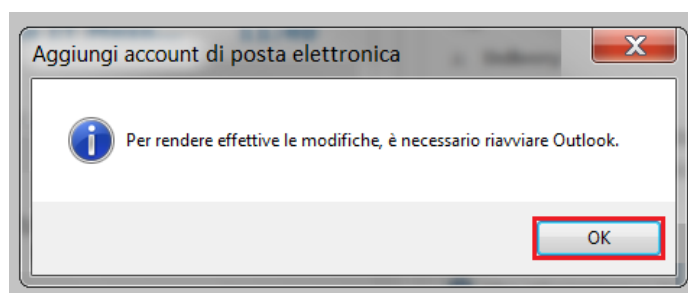 Aggiungi account di posta elettronica
Per rendere effettive le modifiche, è necessario riavviare Outlook.
OK